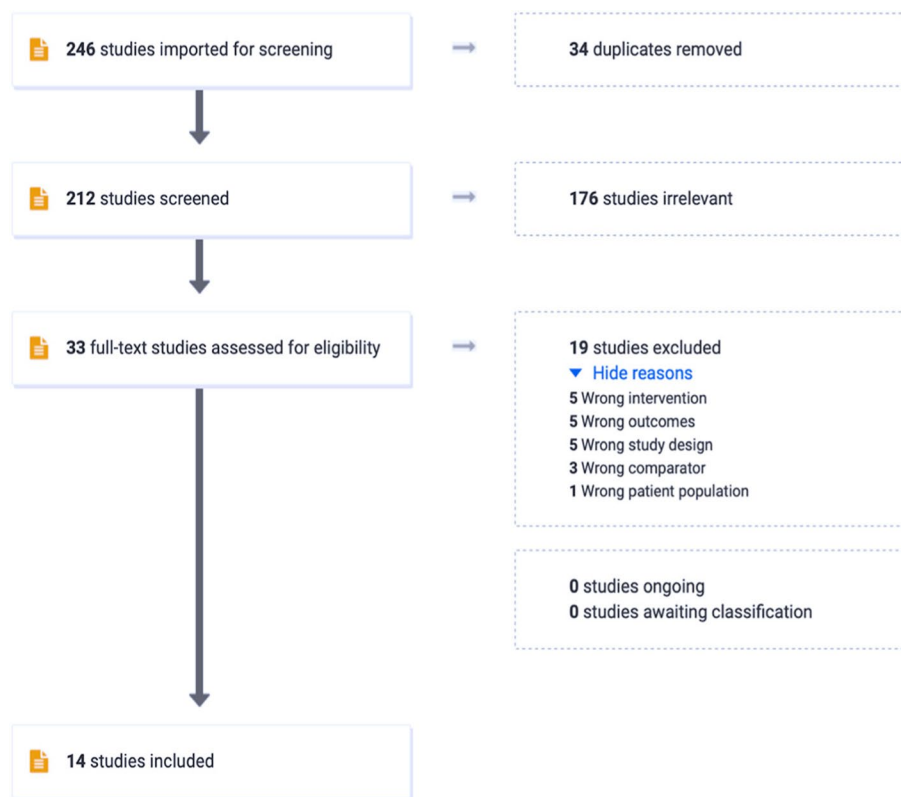 246 studies imported for screening
34 duplicates removed
212 studies screened
176 studies irrelevant
33 full-text studies assessed for eligibility
19 studies excluded
Hide reasons
5 Wrong intervention
5 Wrong outcomes
5 Wrong study design
3 Wrong comparator
1 Wrong patient population
0 studies ongoing
0 studies awaiting classification
14 studies included